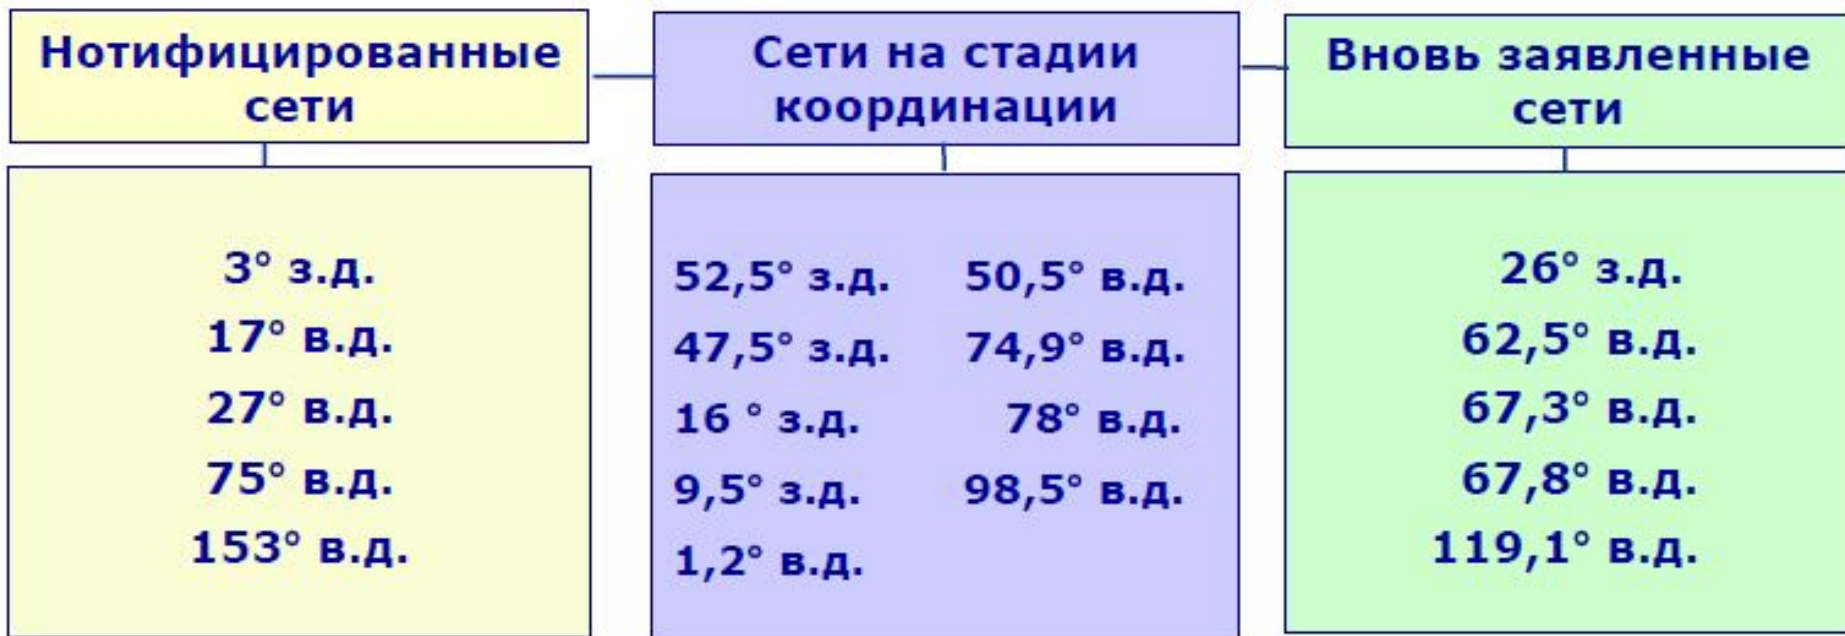 Нотифицированные
сети
Сети на стадии
координации
Вновь заявленные
сети
3° з.д.
17° в.д.
27° в.д.
75° в.д.
153° в.д.
52,5° з.д. 50,5° в.д.
47,5° з.д. 74,9° в.д.
16 ° з.д. 78° в.д.
9,5° з.д. 98,5° в.д.
1,2° в.д.
26° з.д.
62,5° в.д.
67,3° в.д.
67,8° в.д.
119,1° в.д.